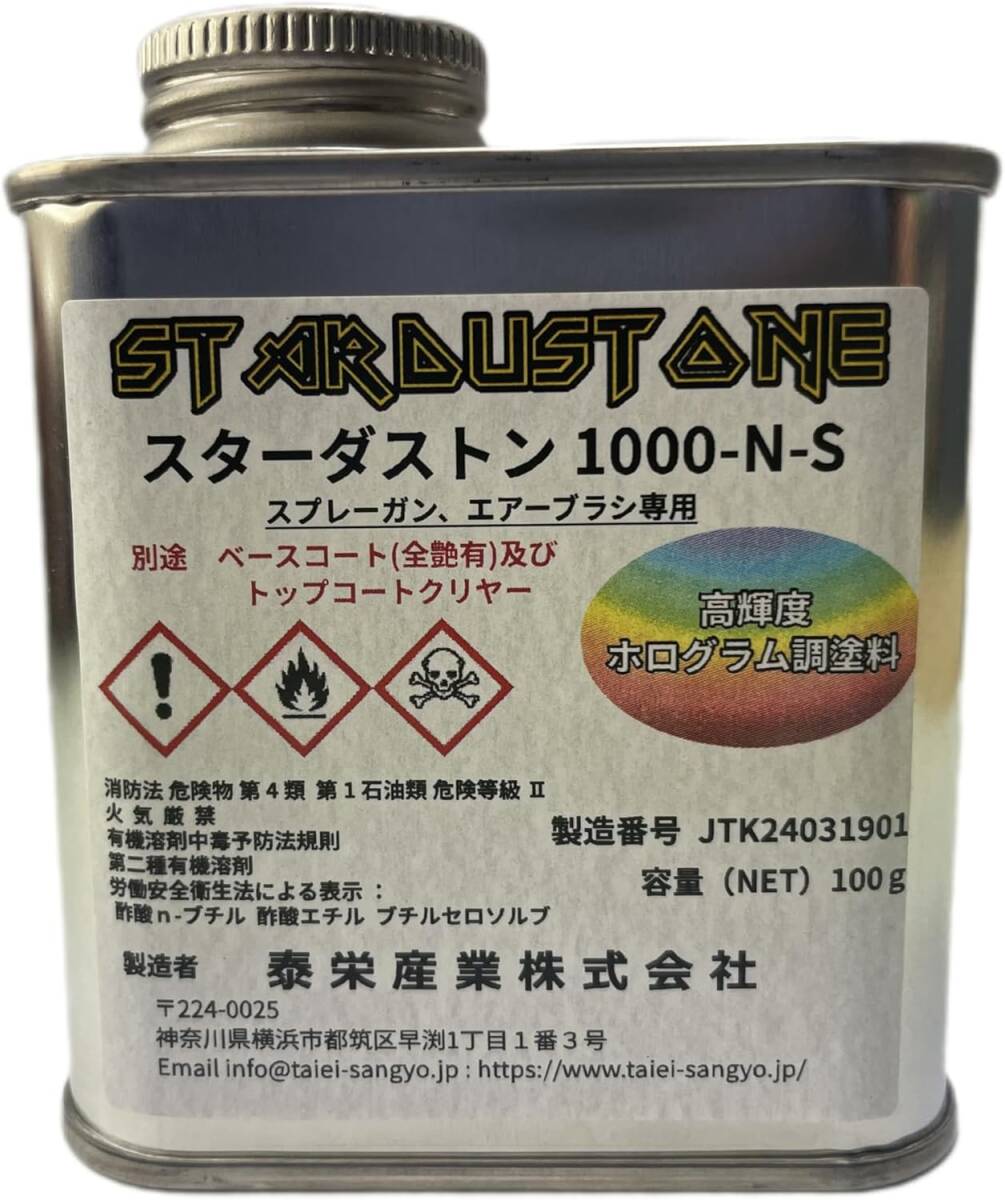 STARDUSTONE
スターダストン 1000-N-S
スプレーガン、エアーブラシ専用
別途 ベースコート(全艶有)及び
トップコートクリヤー
高輝度
ホログラム調塗料
消防法 危険物 第4類 第1石油類 危険等級 Ⅱ
火気厳禁
有機溶剤中毒予防法規則
第二種有機溶剤
労働安全衛生法による表示 :
酢酸n-ブチル 酢酸エチル ブチルセロソルブ
製造番号 JTK24031901
容量(NET)100g
製造者 泰栄産業株式会社
〒224-0025
神奈川県横浜市都筑区早渕1丁目1番3号
Email info@taiei-sangyo.jp : https://www.taiei-sangyo.jp/